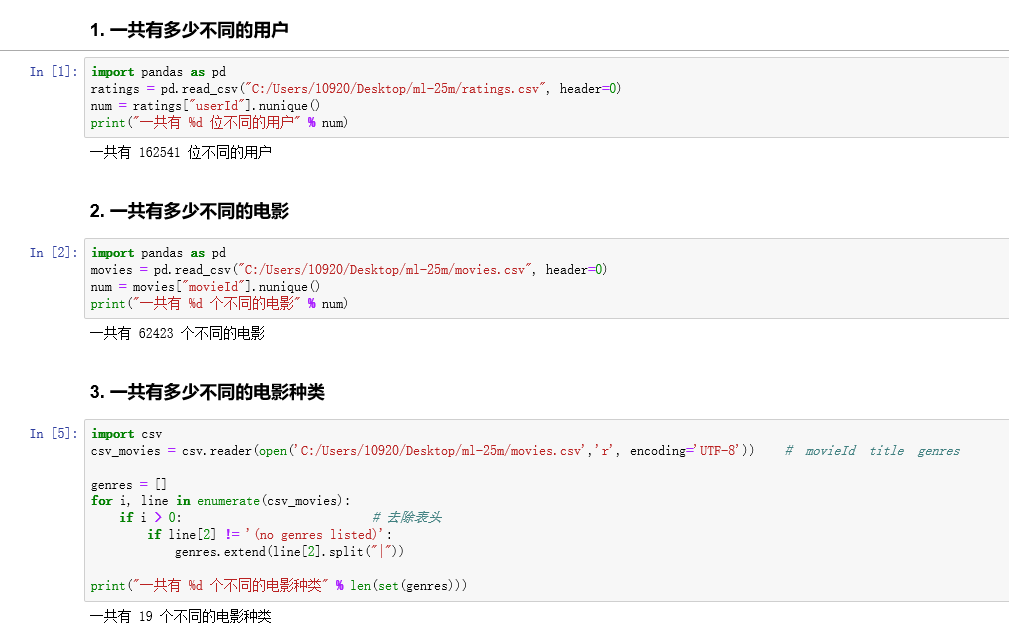 1. 一共有多少不同的用户
In [1]: import pandas as pd
ratings = pd.read_csv("C:/Users/10920/Desktop/ml-25m/ratings.csv", header=0)
num = ratings["userId"].nunique()
print("一共有 %d 位不同的用户" % num)
一共有 162541 位不同的用户
2. 一共有多少不同的电影
In [2]: import pandas as pd
movies = pd.read_csv("C:/Users/10920/Desktop/ml-25m/movies.csv", header=0)
num = movies["movieId"].nunique()
print("一共有 %d 个不同的电影" % num)
一共有 62423 个不同的电影
3. 一共有多少不同的电影种类
In [5]: import csv
csv_movies = csv.reader(open('C:/Users/10920/Desktop/ml-25m/movies.csv','r', encoding='UTF-8')) # movieId title genres
genres = []
for i, line in enumerate(csv_movies):
if i > 0: # 去除表头
if line[2] != '(no genres listed)':
genres.extend(line[2].split("|"))
print("一共有 %d 个不同的电影种类" % len(set(genres)))
一共有 19 个不同的电影种类